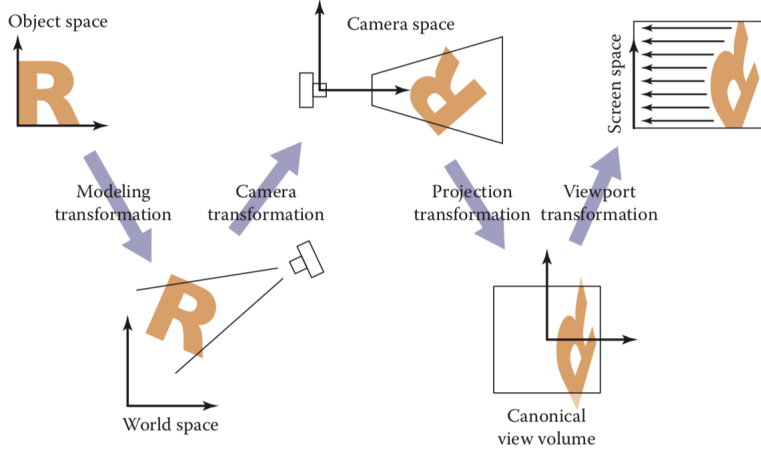 Object space
Camera space
Screen space
Modeling
transformation
Camera
transformation
Projection
transformation
Viewport
transformation
R
R
R
R
R
World space
Canonical
view volume